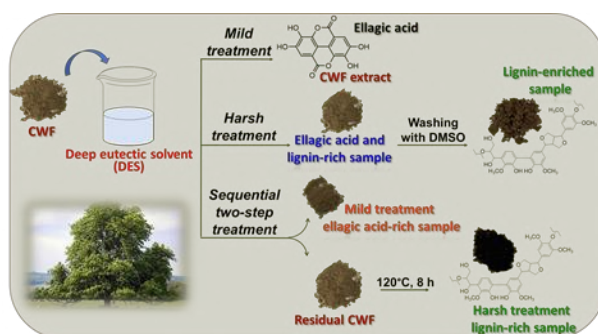 Mild
treatment
Ellagic acid
CWF extract
CWF
Deep eutectic solvent
(DES)
Harsh
treatment
Ellagic acid and
lignin-rich sample
Washing
with DMSO
Lignin-enriched
sample
Sequential
two-step
treatment
Mild treatment
ellagic acid-rich sample
Residual CWF
120°C, 8 h
Harsh treatment
lignin-rich sample